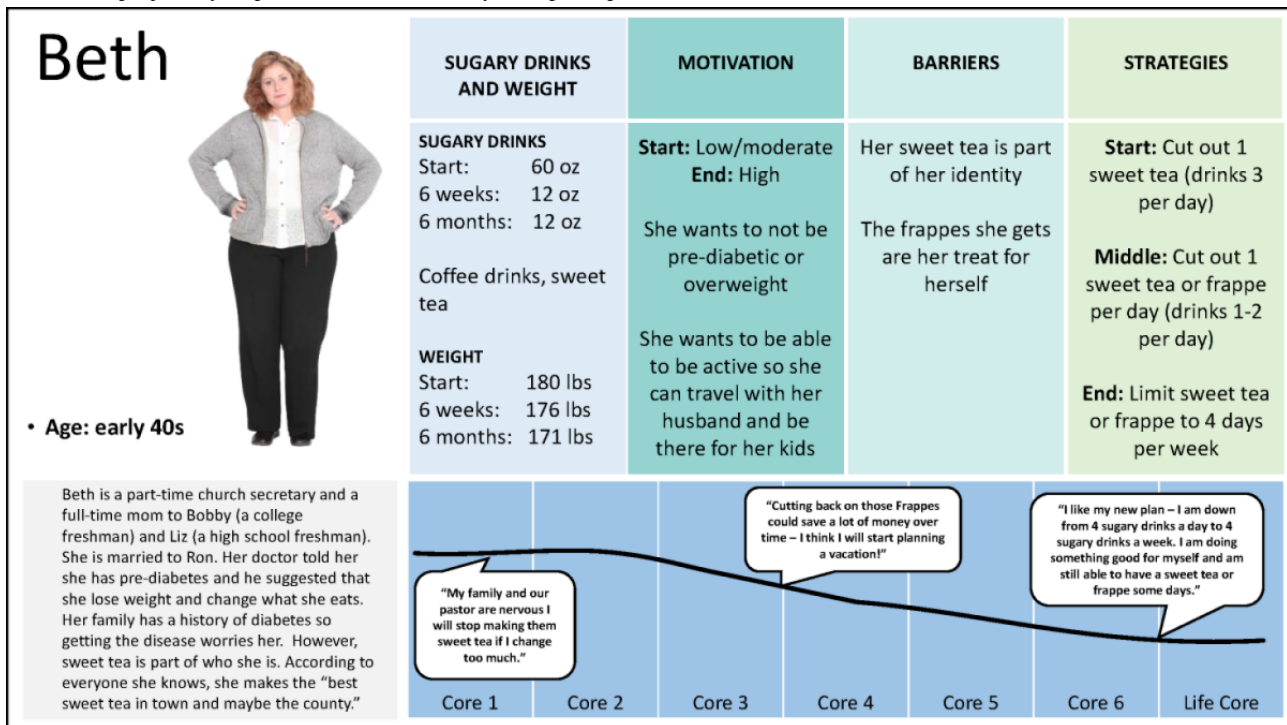 Beth
• Age: early 40s
SUGARY DRINKS
AND WEIGHT
MOTIVATION
BARRIERS
STRATEGIES
SUGARY DRINKS
Start: 60 oz
6 weeks: 12 oz
6 months: 12 oz
Coffee drinks, sweet
tea
WEIGHT
Start: 180 lbs
6 weeks: 176 lbs
6 months: 171 lbs
Start: Low/moderate
End: High
She wants to not be
pre-diabetic or
overweight
She wants to be able
to be active so she
can travel with her
husband and be
there for her kids
Her sweet tea is part
of her identity
The frappes she gets
are her treat for
herself
Start: Cut out 1
sweet tea (drinks 3
per day)
Middle: Cut out 1
sweet tea or frappe
per day (drinks 1-2
per day)
End: Limit sweet tea
or frappe to 4 days
per week
Beth is a part-time church secretary and a
full-time mom to Bobby (a college
freshman) and Liz (a high school freshman).
She is married to Ron. Her doctor told her
she has pre-diabetes and he suggested that
she lose weight and change what she eats.
Her family has a history of diabetes so
getting the disease worries her. However,
sweet tea is part of who she is. According to
everyone she knows, she makes the “best
sweet tea in town and maybe the county.”
“My family and our
pastor are nervous I
will stop making them
sweet tea if I change
too much.”
“Cutting back on those Frappes
could save a lot of money over
time – I think I will start planning
a vacation!”
“I like my new plan – I am down
from 4 sugary drinks a day to 4
sugary drinks a week. I am doing
something good for myself and am
still able to have a sweet tea or
frappe some days.”
Core 1
Core 2
Core 3
Core 4
Core 5
Core 6
Life Core